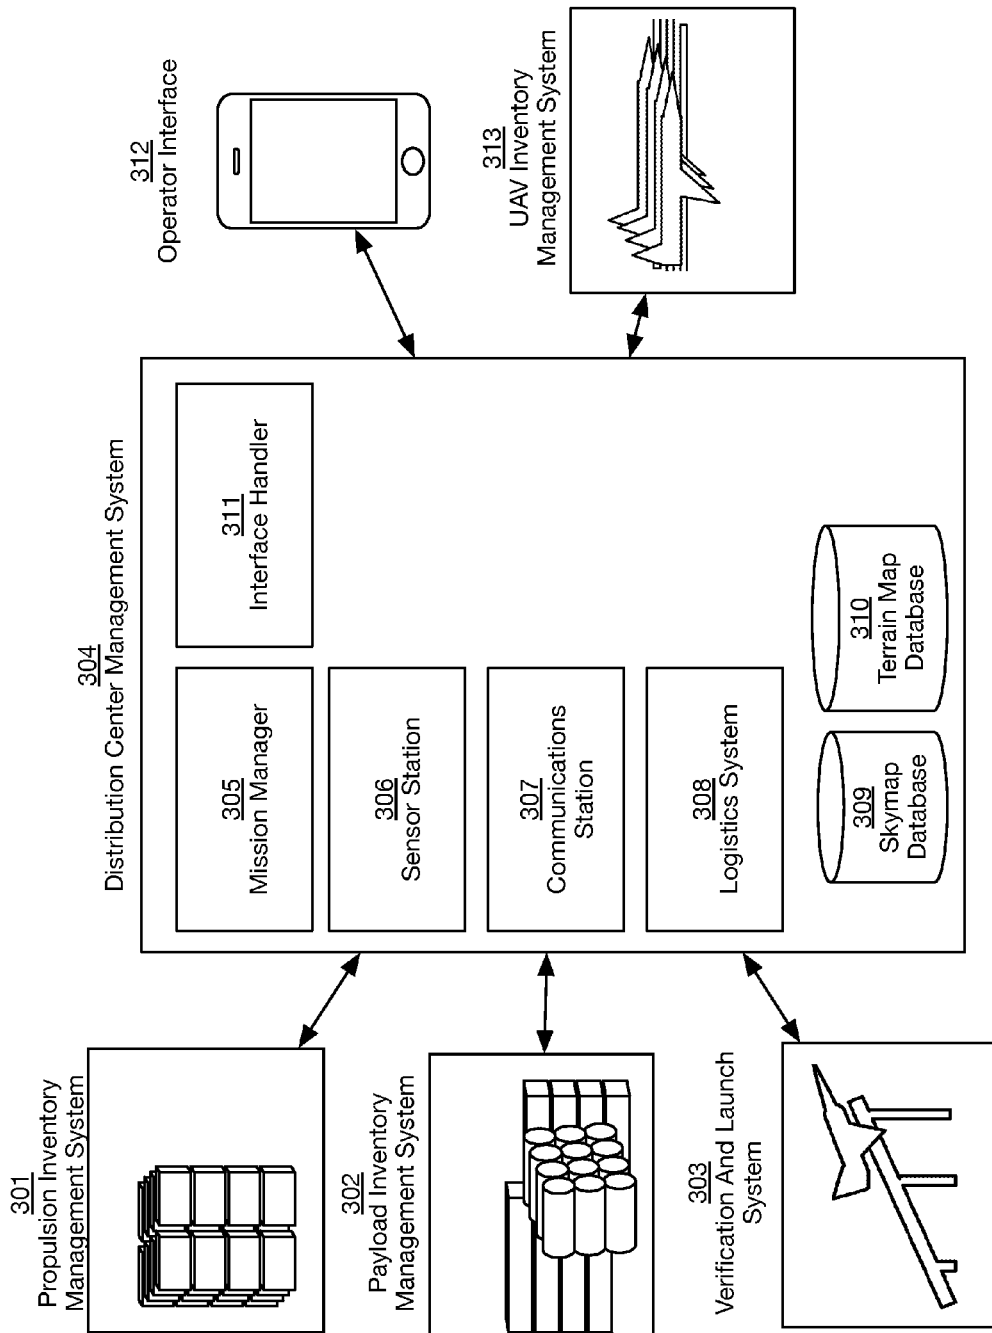 301
Propulsion Inventory
Management System
302
Payload Inventory
Management System
303
Verification And Launch
System
304
Distribution Center Management System
305
Mission Manager
311
Interface Handler
306
Sensor Station
307
Communications
Station
308
Logistics System
309
Skymap
Database
310
Terrain Map
Database
312
Operator Interface
313
UAV Inventory
Management System